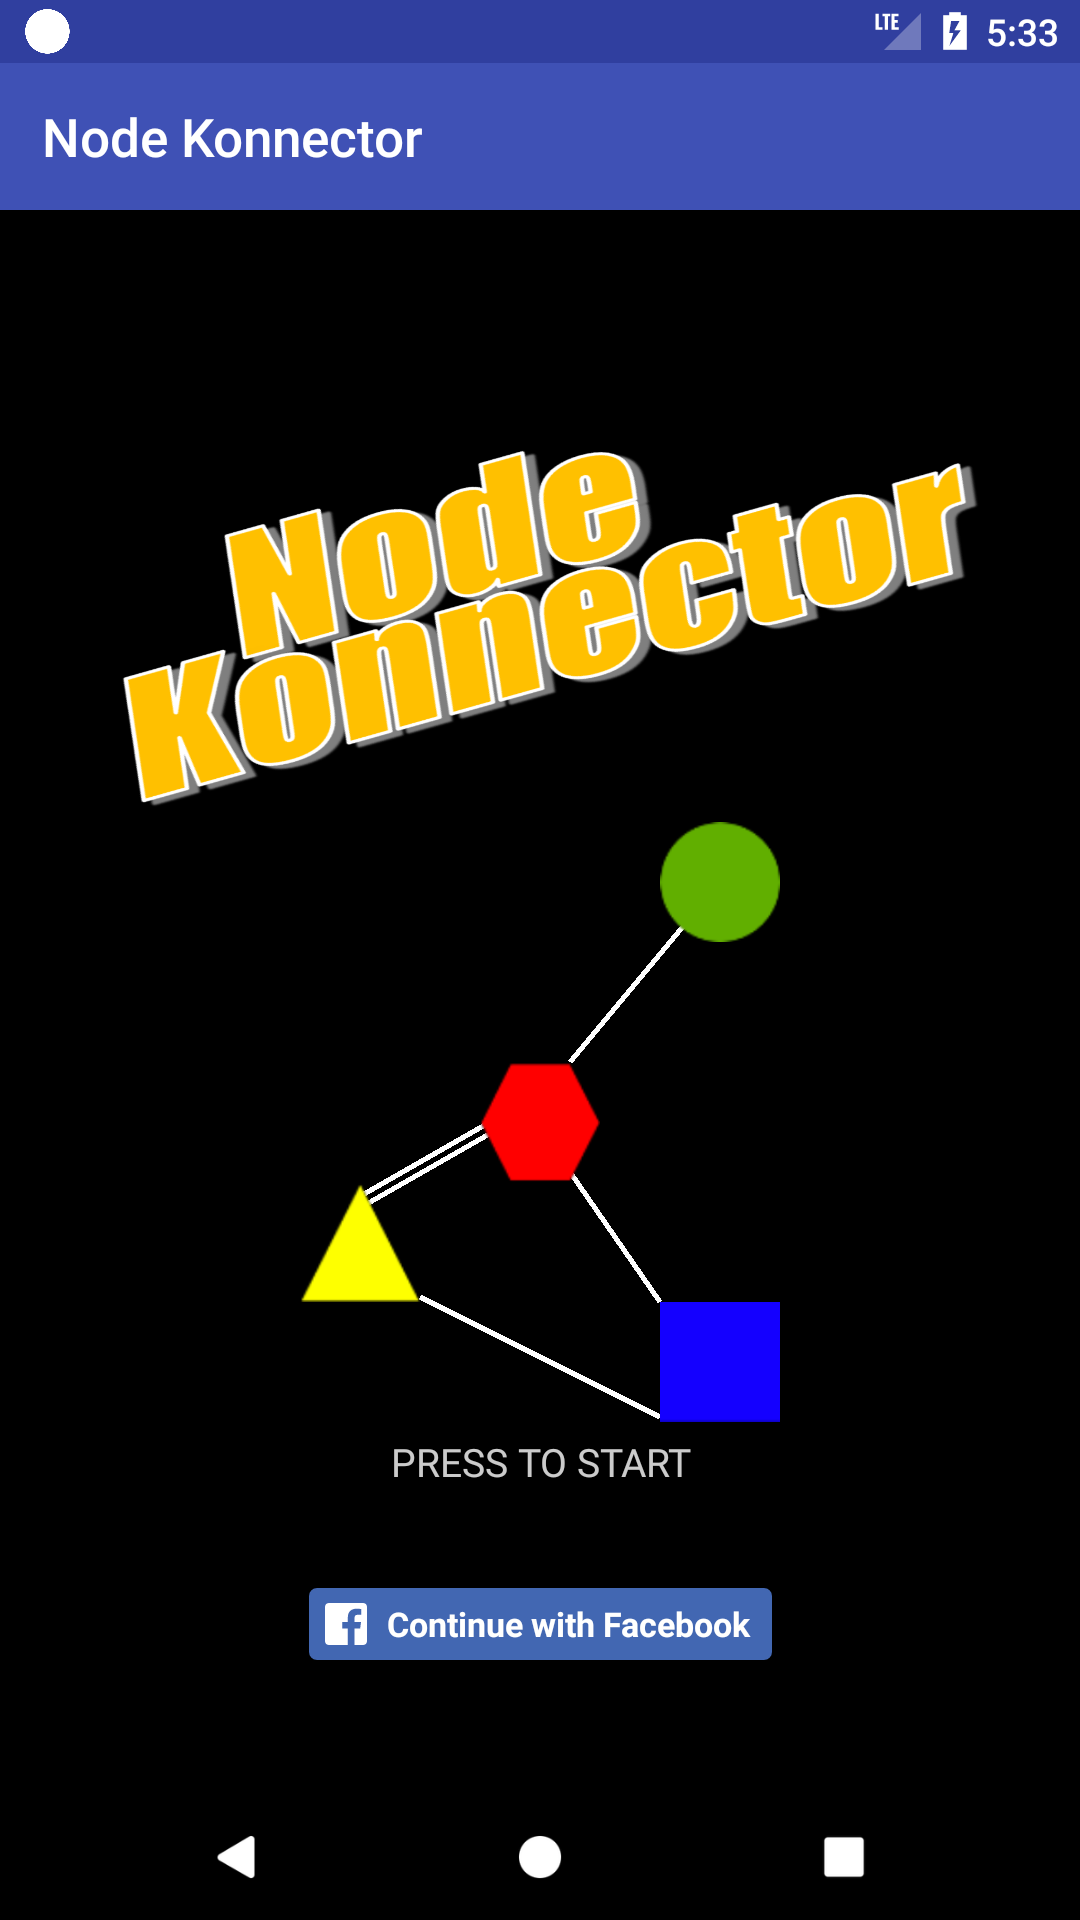 LTE 5:33
Node Konnector
Node
Konnector
PRESS TO START
Continue with Facebook